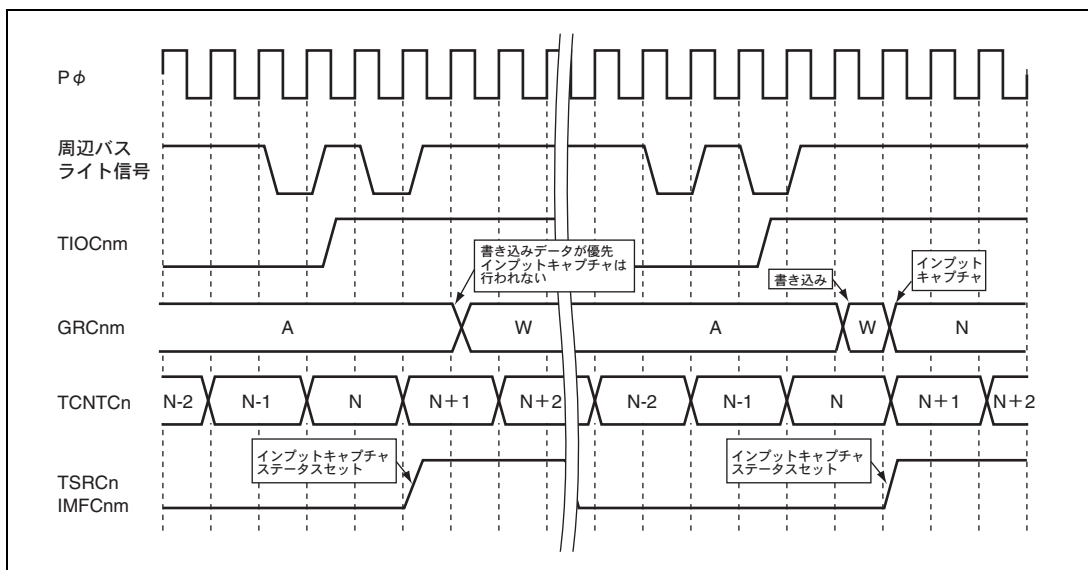 Pφ
周辺バス
ライト信号
TIOCnm
書き込みデータが優先
インプットキャプチャは
行われない
書き込み
インプット
キャプチャ
GRCnm
A
W
A
W
N
TCNTCn
N-2
N-1
N
N+1
N+2
N-2
N-1
N
N+1
N+2
インプットキャプチャ
ステータスセット
インプットキャプチャ
ステータスセット
TSRCn
IMFCnm